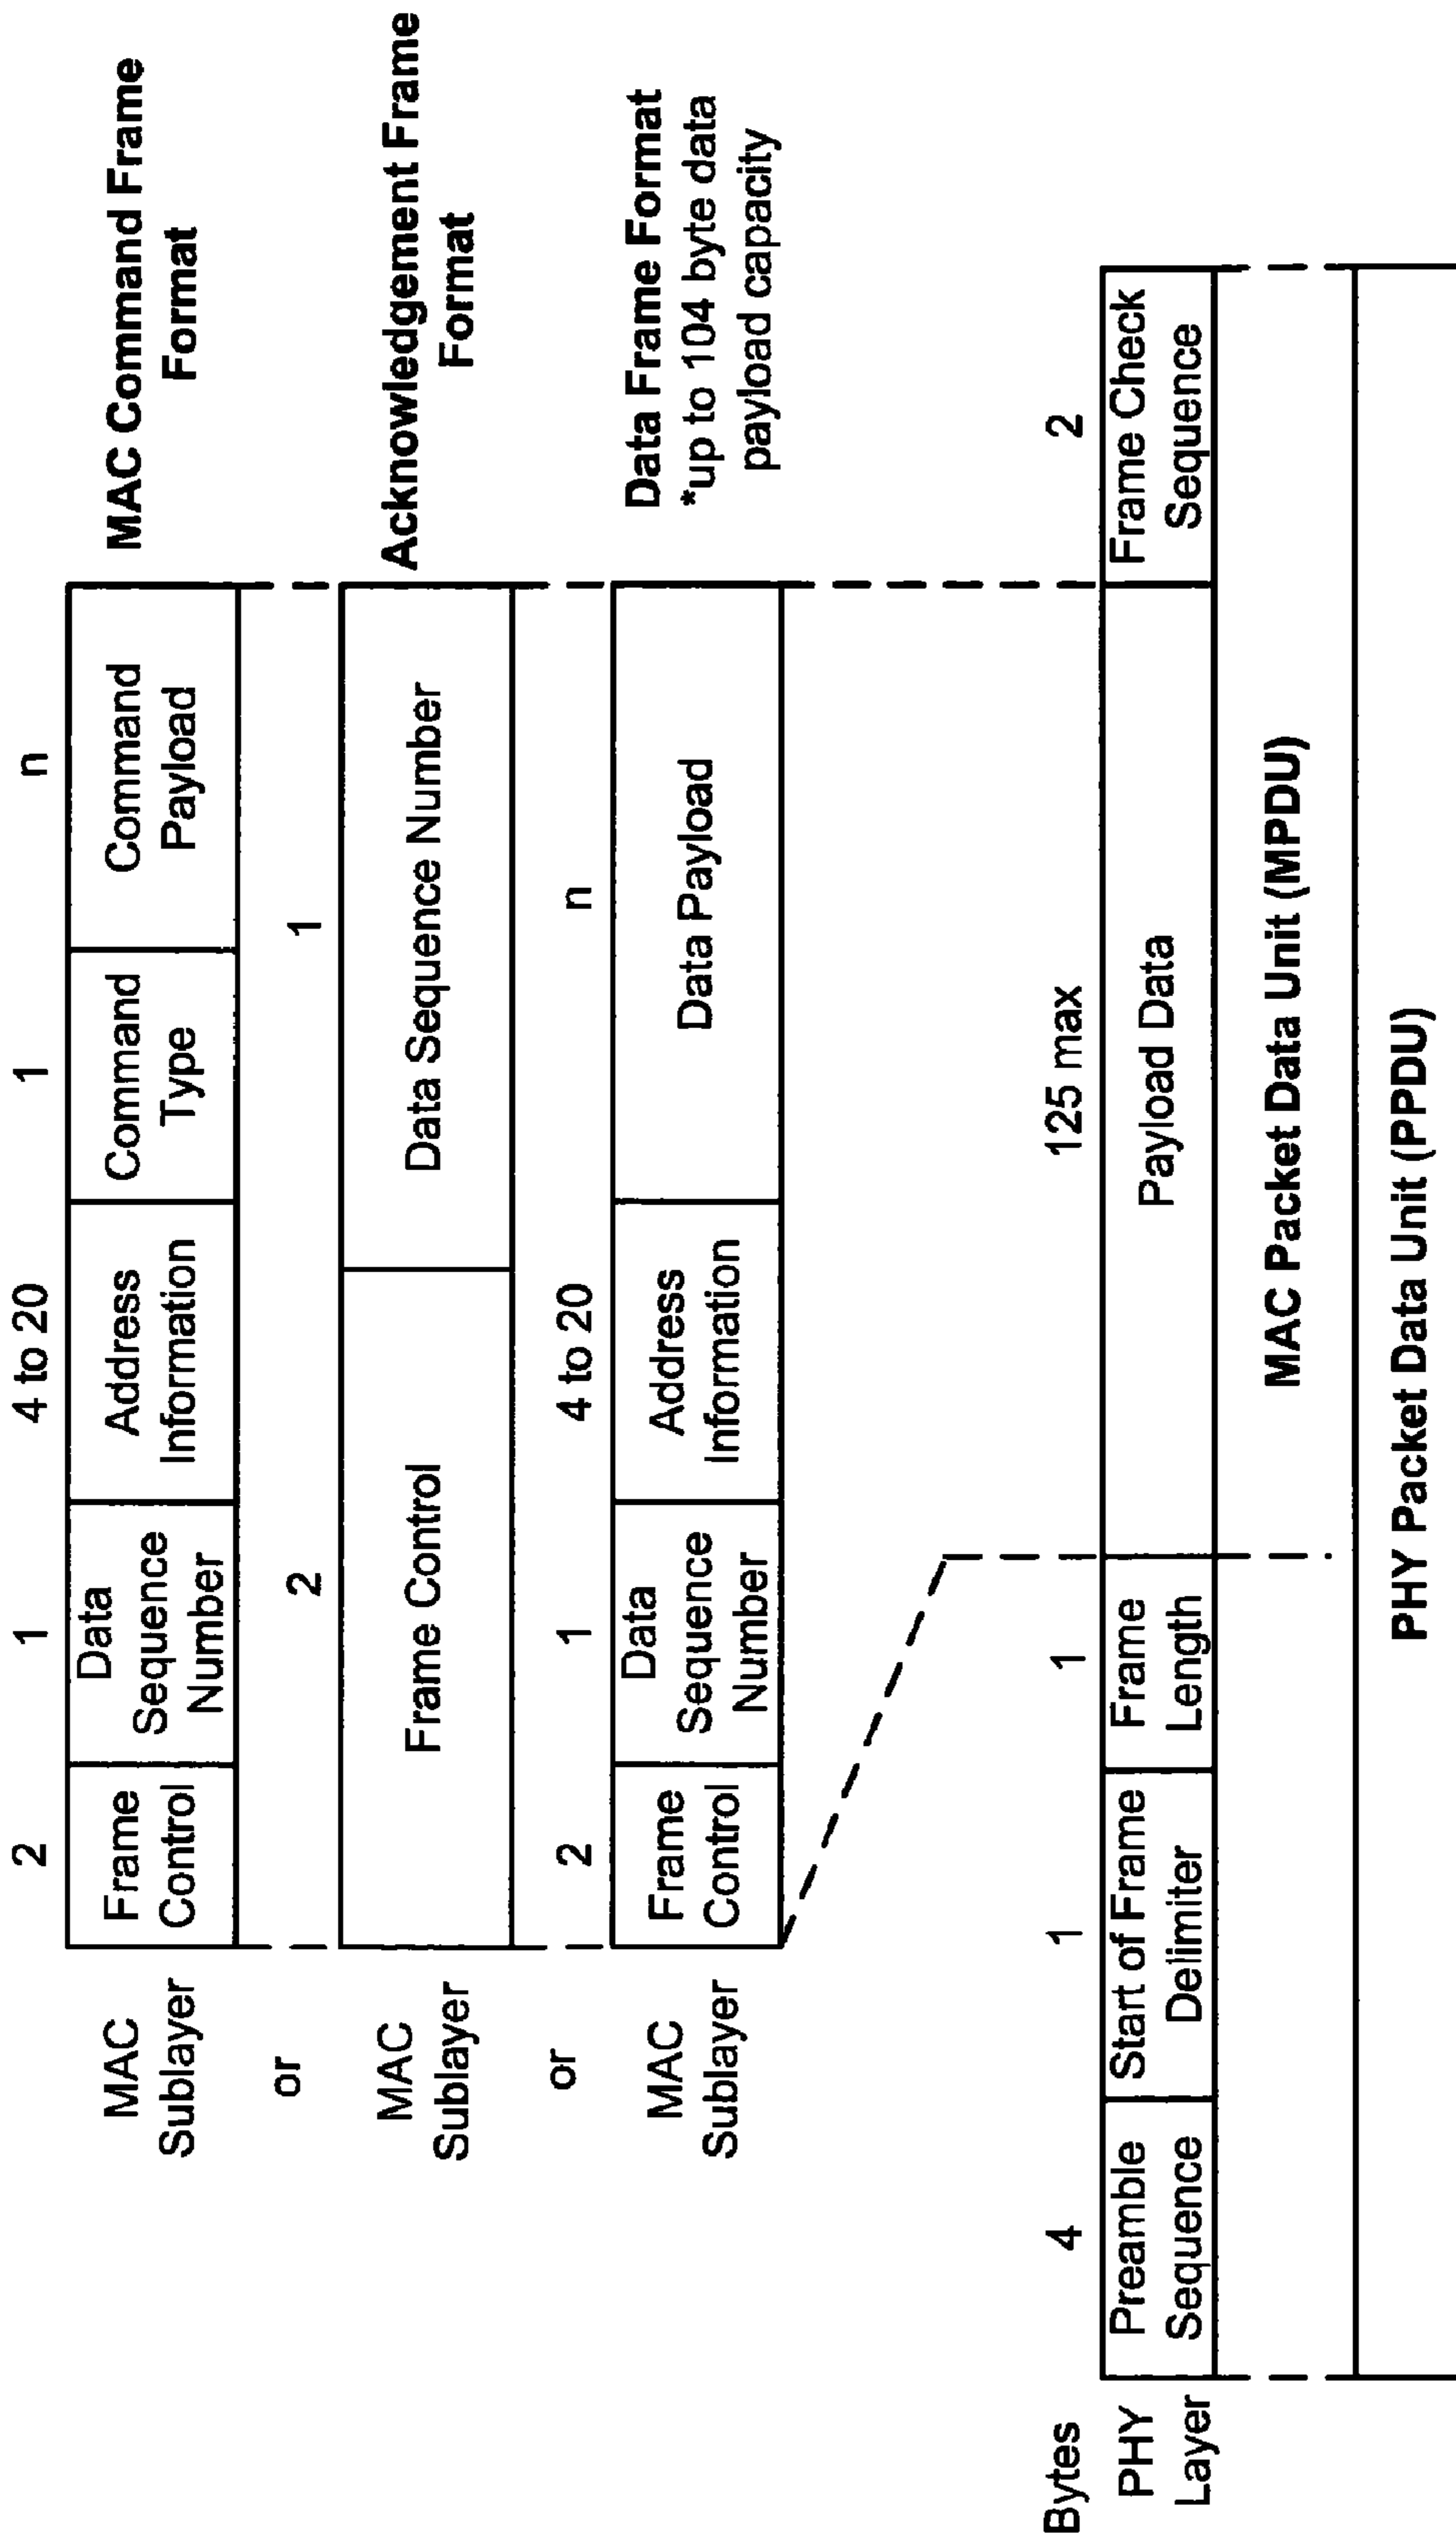 2
1
4 to 20
1
n
MAC
Sublayer
Frame
Control
Data
Sequence
Number
Address
Information
Command
Type
Command
Payload
MAC Command Frame
Format
or
2
1
MAC
Sublayer
Frame Control
Data Sequence Number
Acknowledgement Frame
Format
or
2
1
4 to 20
n
MAC
Sublayer
Frame
Control
Data
Sequence
Number
Address
Information
Data Payload
Data Frame Format
*up to 104 byte data
payload capacity
Bytes
4
1
1
125 max
2
PHY
Layer
Preamble
Sequence
Start of Frame
Delimiter
Frame
Length
Payload Data
Frame Check
Sequence
MAC Packet Data Unit (MPDU)
PHY Packet Data Unit (PPDU)